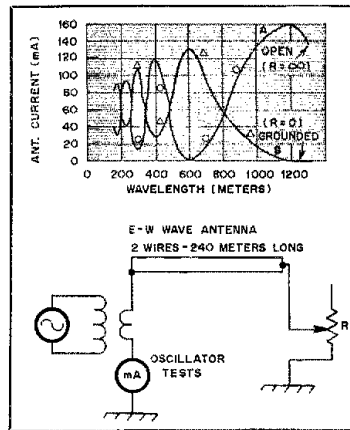 ANT. CURRENT (mA)
160
140
120
100
80
60
40
20
0
A
OPEN
(R=∞)
(R=0)
GROUNDED
B
0 200 400 600 800 1000 1200
WAVELENGTH (METERS)
E-W WAVE ANTENNA
2 WIRES-240 METERS LONG
R
mA
OSCILLATOR
TESTS